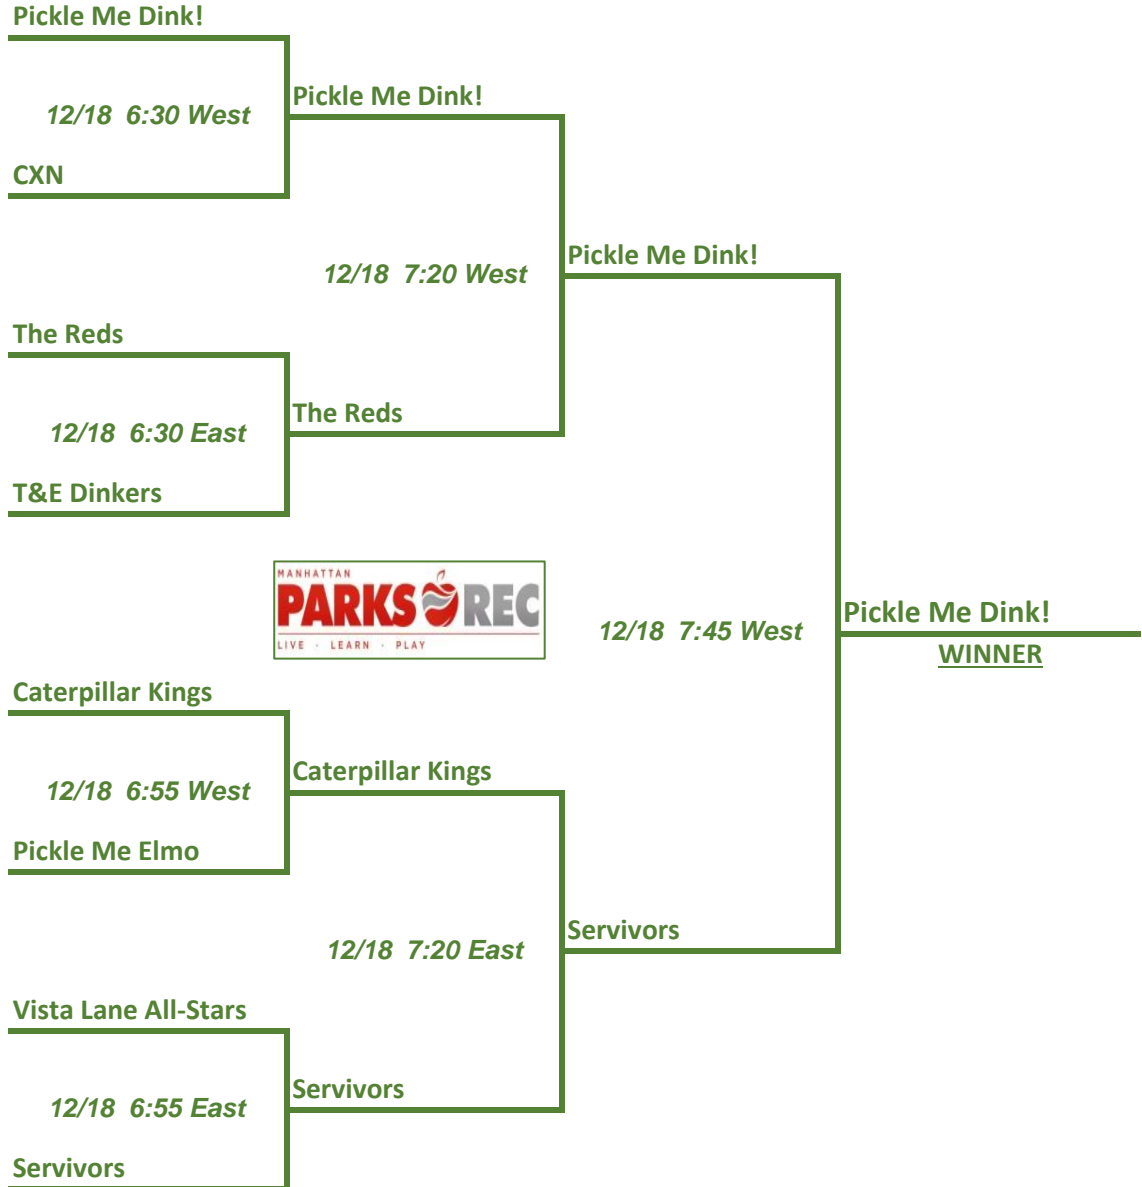 Pickle Me Dink!
12/18 6:30 West
Pickle Me Dink!
CXN
12/18 7:20 West
Pickle Me Dink!
The Reds
12/18 6:30 East
The Reds
T&E Dinkers
MANHATTAN
PARKS REC
LIVE · LEARN · PLAY
12/18 7:45 West
Pickle Me Dink!
WINNER
Caterpillar Kings
12/18 6:55 West
Caterpillar Kings
Pickle Me Elmo
12/18 7:20 East
Servivors
Vista Lane All-Stars
12/18 6:55 East
Servivors
Servivors